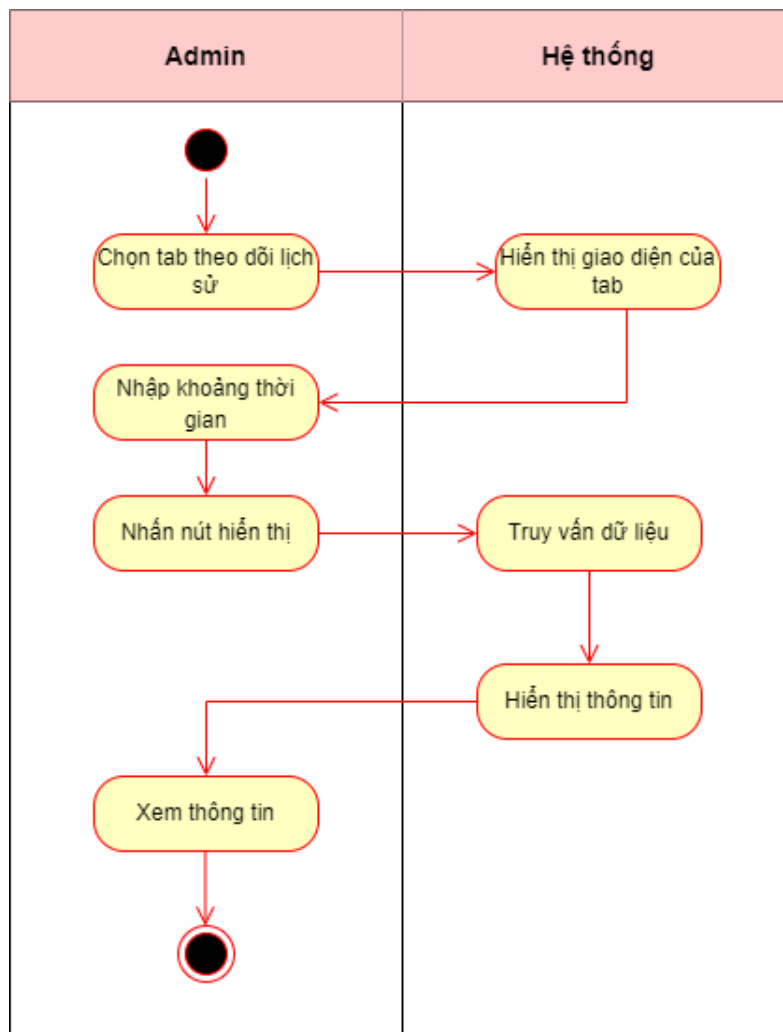 Admin
Hệ thống
Chọn tab theo dõi lịch
sử
Hiển thị giao diện của
tab
Nhập khoảng thời
gian
Nhấn nút hiển thị
Truy vấn dữ liệu
Hiển thị thông tin
Xem thông tin